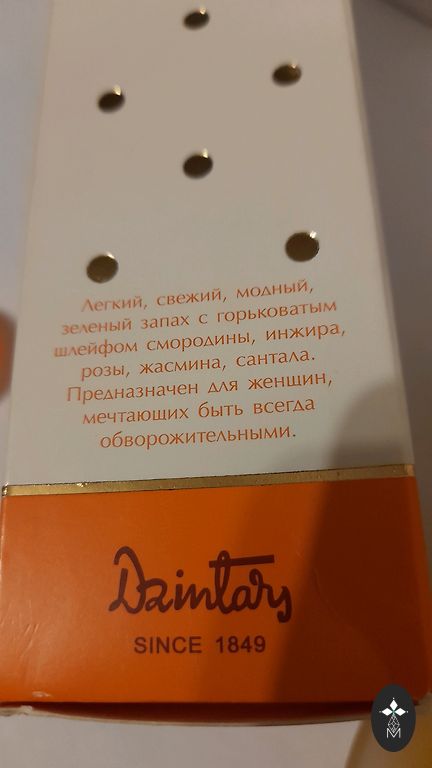 Легкий, свежий, модный,
зеленый запах с горьковатым
шлейфом смородины, инжира,
розы, жасмина, сантала.
Предназначен для женщин,
мечтающих быть всегда
обворожительными.
Dzintars
SINCE 1849
M